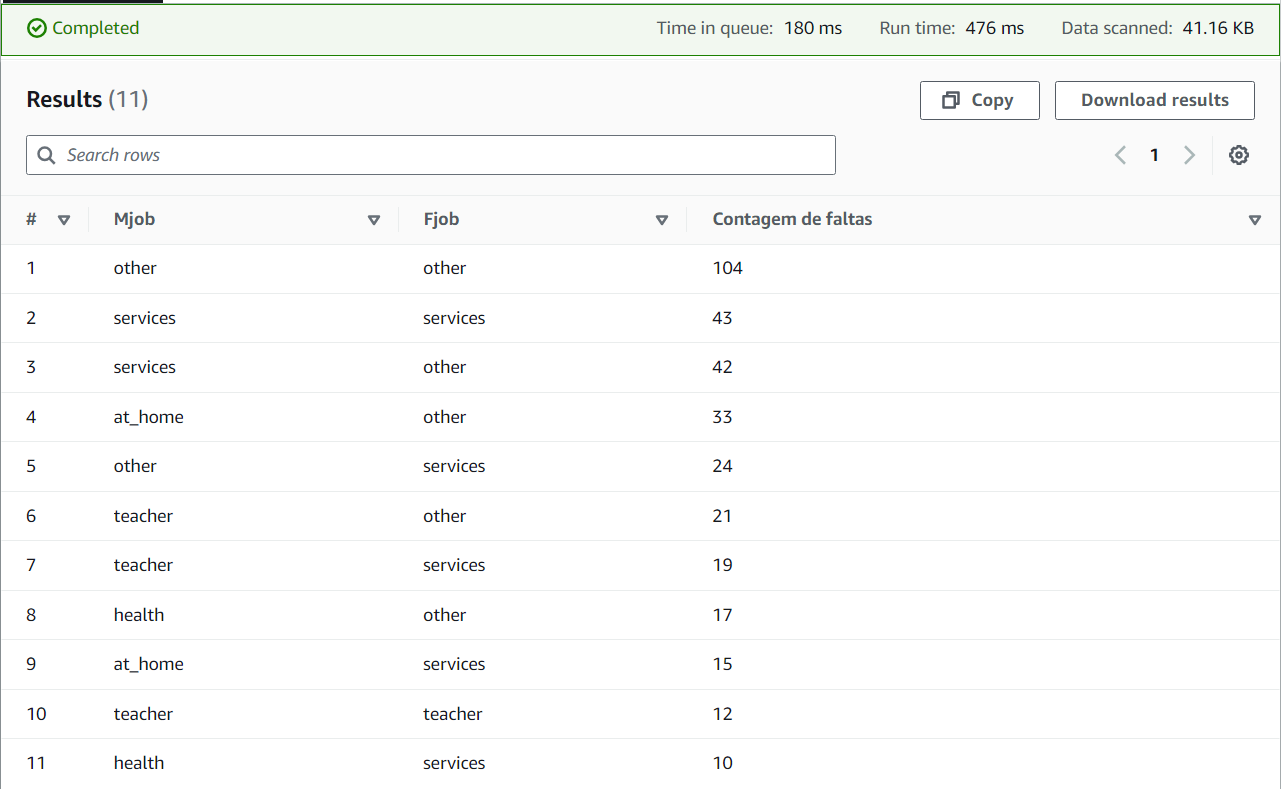 Completed Time in queue: 180 ms Run time: 476 ms Data scanned: 41.16 KB
Results (11) Copy Download results
Search rows 1
# Mjob Fjob Contagem de faltas
1 other other 104
2 services services 43
3 services other 42
4 at_home other 33
5 other services 24
6 teacher other 21
7 teacher services 19
8 health other 17
9 at_home services 15
10 teacher teacher 12
11 health services 10